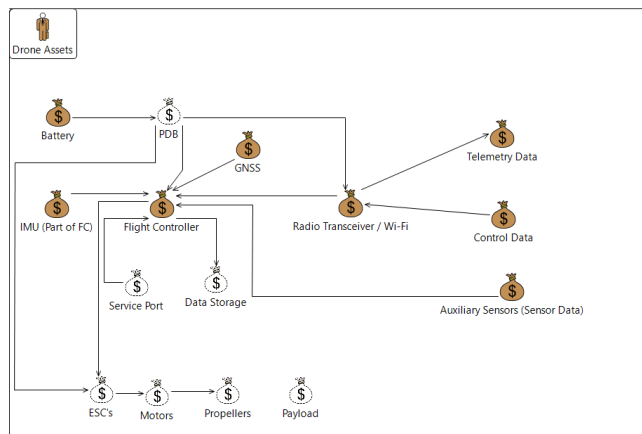 Drone Assets
Battery
PDB
GNSS
Telemetry Data
IMU (Part of FC)
Flight Controller
Radio Transceiver / Wi-Fi
Control Data
Service Port
Data Storage
Auxiliary Sensors (Sensor Data)
ESC's
Motors
Propellers
Payload